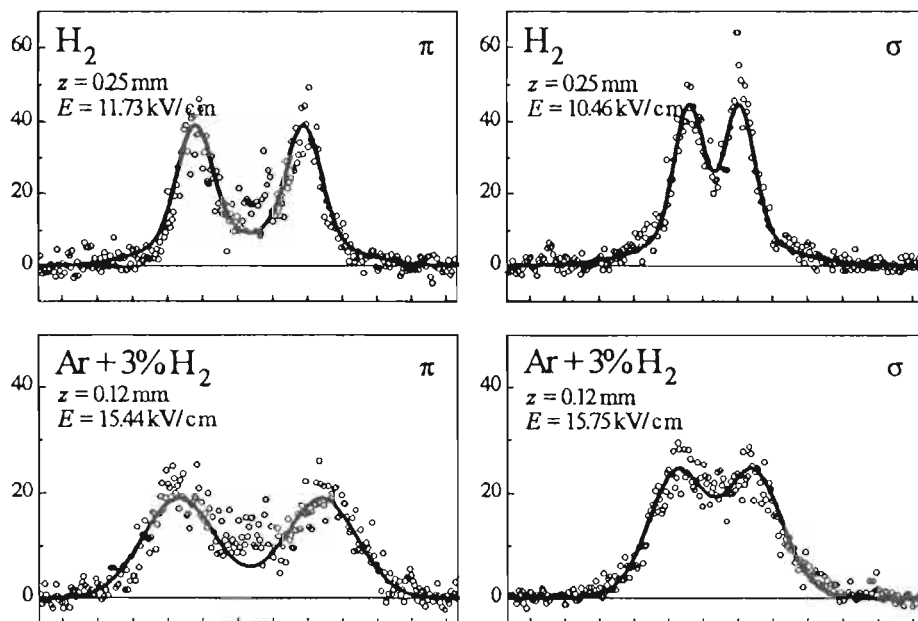 60
40
20
0
H₂
π
z = 0.25 mm
E = 11.73 kV/cm
60
40
20
0
H₂
σ
z = 0.25 mm
E = 10.46 kV/cm
40
20
0
Ar + 3% H₂
π
z = 0.12 mm
E = 15.44 kV/cm
40
20
0
Ar + 3% H₂
σ
z = 0.12 mm
E = 15.75 kV/cm